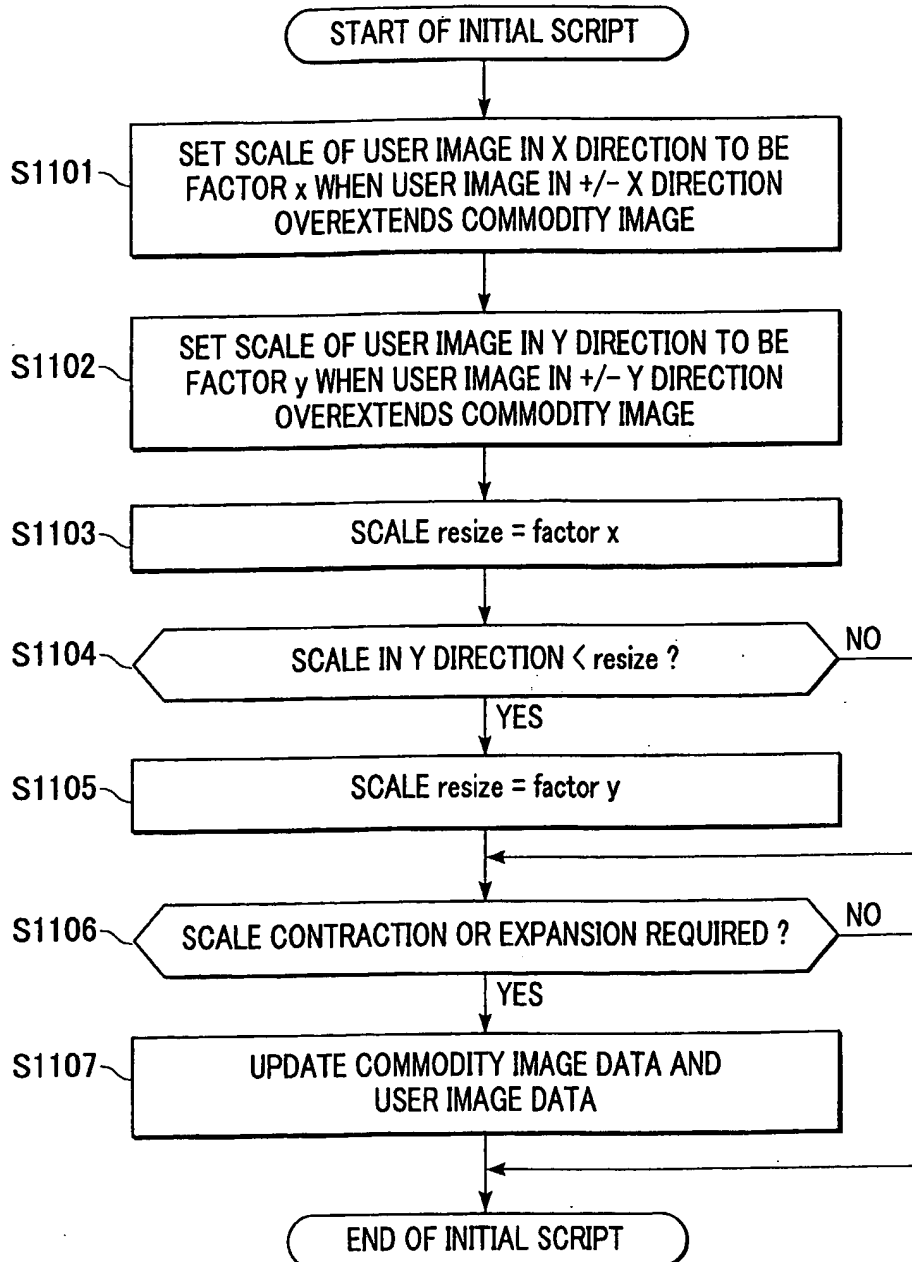 START OF INITIAL SCRIPT
S1101
SET SCALE OF USER IMAGE IN X DIRECTION TO BE
FACTOR x WHEN USER IMAGE IN +/- X DIRECTION
OVEREXTENDS COMMODITY IMAGE
S1102
SET SCALE OF USER IMAGE IN Y DIRECTION TO BE
FACTOR y WHEN USER IMAGE IN +/- Y DIRECTION
OVEREXTENDS COMMODITY IMAGE
S1103
SCALE resize = factor x
S1104
SCALE IN Y DIRECTION < resize ?
NO
YES
S1105
SCALE resize = factor y
S1106
SCALE CONTRACTION OR EXPANSION REQUIRED ?
NO
YES
S1107
UPDATE COMMODITY IMAGE DATA AND
USER IMAGE DATA
END OF INITIAL SCRIPT